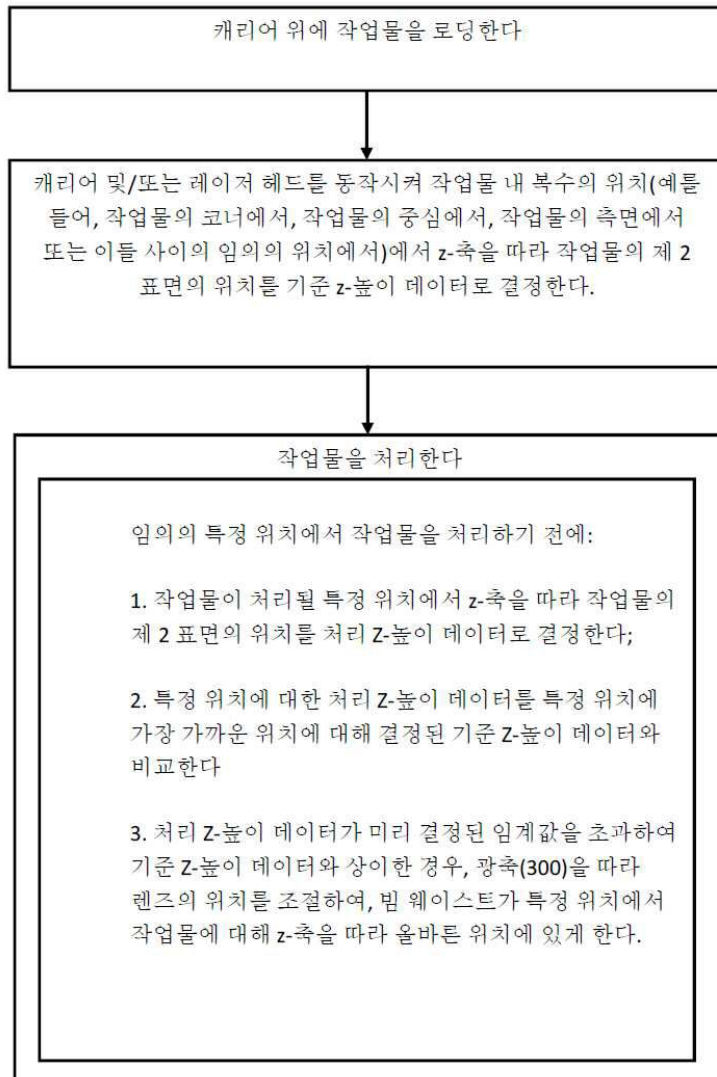 캐리어 위에 작업물을 로딩한다
캐리어 및/또는 레이저 헤드를 동작시켜 작업물 내 복수의 위치(예를
들어, 작업물의 코너에서, 작업물의 중심에서, 작업물의 측면에서
또는 이들 사이의 임의의 위치에서)에서 z-축을 따라 작업물의 제 2
표면의 위치를 기준 z-높이 데이터로 결정한다.
작업물을 처리한다
임의의 특정 위치에서 작업물을 처리하기 전에:
1. 작업물이 처리될 특정 위치에서 z-축을 따라 작업물의
제 2 표면의 위치를 처리 Z-높이 데이터로 결정한다;
2. 특정 위치에 대한 처리 Z-높이 데이터를 특정 위치에
가장 가까운 위치에 대해 결정된 기준 Z-높이 데이터와
비교한다
3. 처리 Z-높이 데이터가 미리 결정된 임계값을 초과하여
기준 Z-높이 데이터와 상이한 경우, 광축(300)을 따라
렌즈의 위치를 조절하여, 빔 웨이스트가 특정 위치에서
작업물에 대해 z-축을 따라 올바른 위치에 있게 한다.